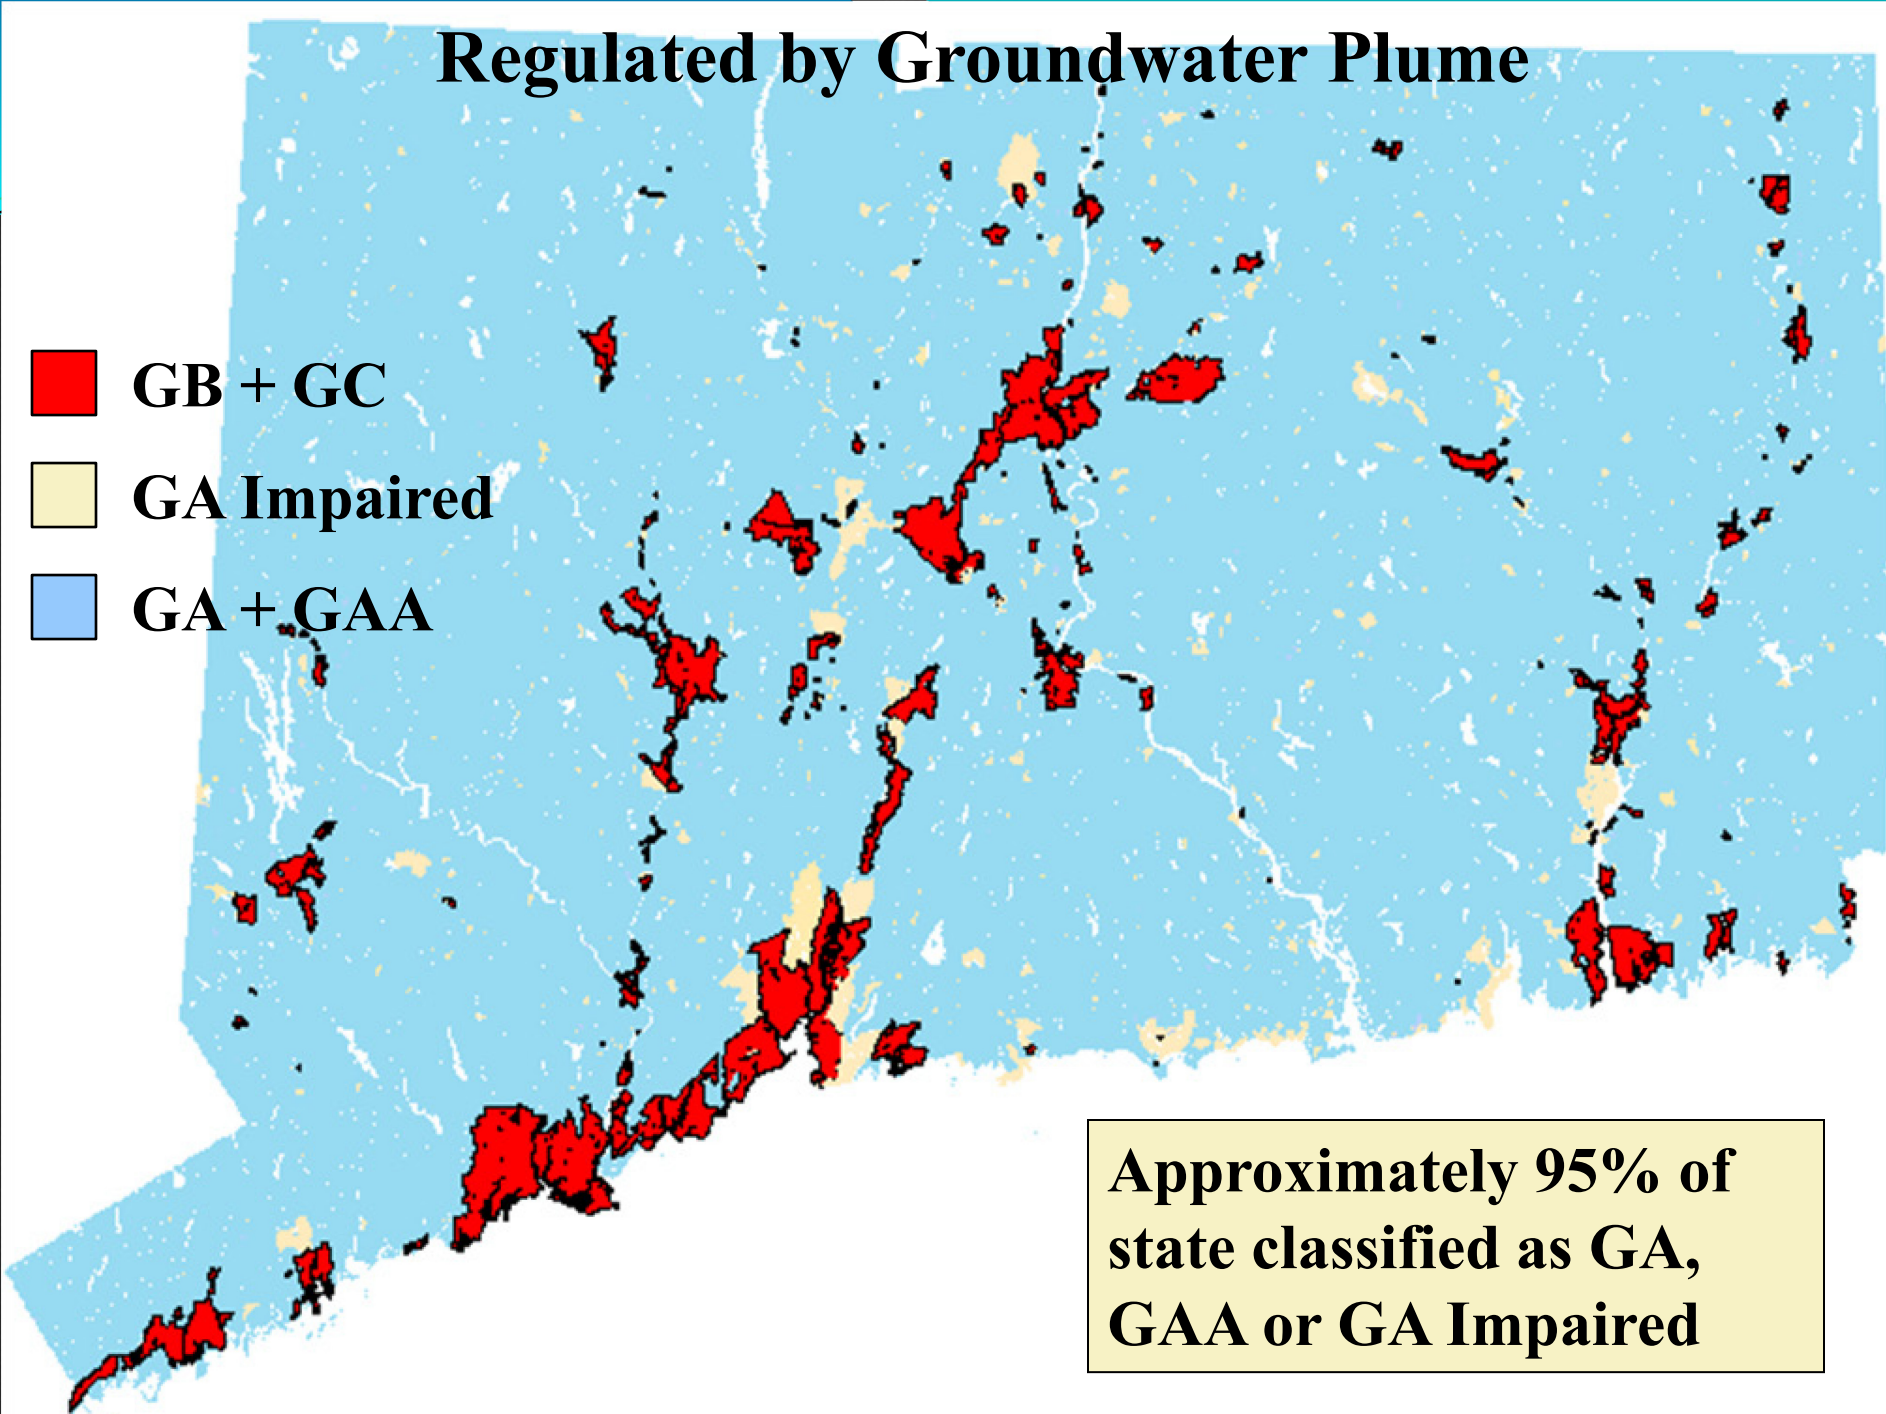 Regulated by Groundwater Plume
GB + GC
GA Impaired
GA + GAA
Approximately 95% of
state classified as GA,
GAA or GA Impaired